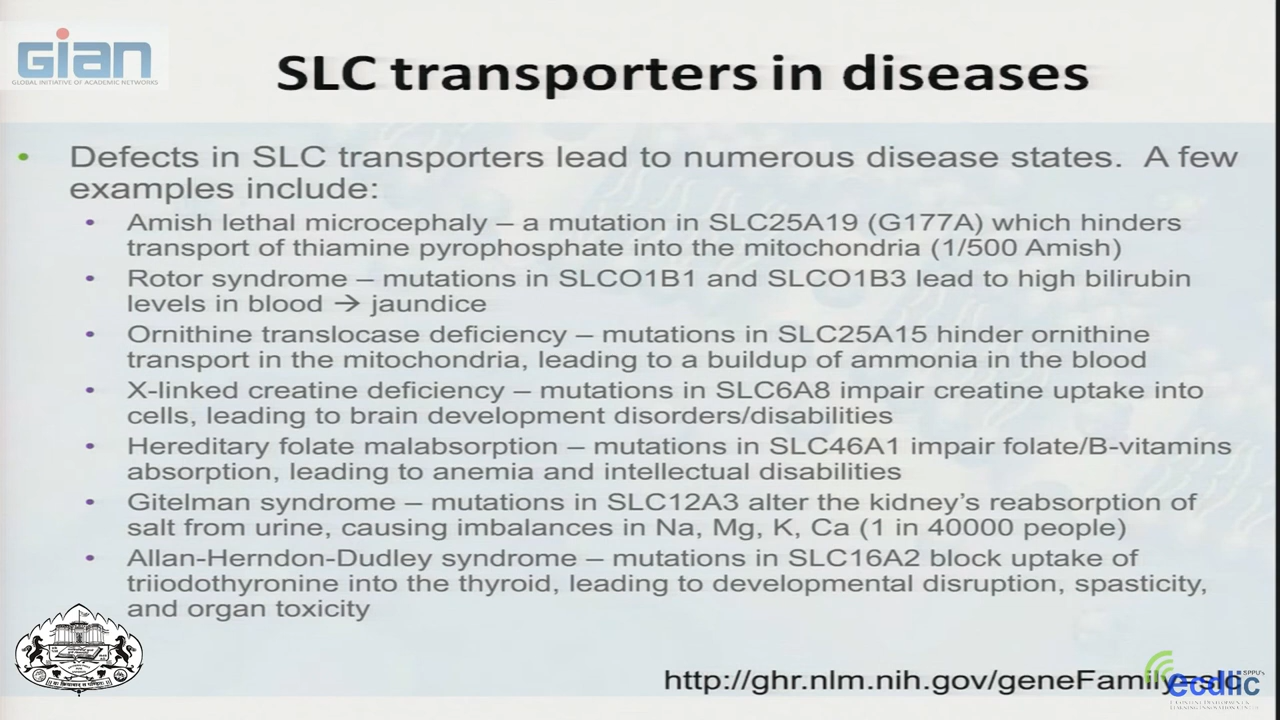 GIAN
GLOBAL INITIATIVE OF ACADEMIC NETWORKS
SLC transporters in diseases
• Defects in SLC transporters lead to numerous disease states. A few
examples include:
• Amish lethal microcephaly – a mutation in SLC25A19 (G177A) which hinders
transport of thiamine pyrophosphate into the mitochondria (1/500 Amish)
• Rotor syndrome – mutations in SLCO1B1 and SLCO1B3 lead to high bilirubin
levels in blood → jaundice
• Ornithine translocase deficiency – mutations in SLC25A15 hinder ornithine
transport in the mitochondria, leading to a buildup of ammonia in the blood
• X-linked creatine deficiency – mutations in SLC6A8 impair creatine uptake into
cells, leading to brain development disorders/disabilities
• Hereditary folate malabsorption – mutations in SLC46A1 impair folate/B-vitamins
absorption, leading to anemia and intellectual disabilities
• Gitelman syndrome – mutations in SLC12A3 alter the kidney's reabsorption of
salt from urine, causing imbalances in Na, Mg, K, Ca (1 in 40000 people)
• Allan-Herndon-Dudley syndrome – mutations in SLC16A2 block uptake of
triiodothyronine into the thyroid, leading to developmental disruption, spasticity,
and organ toxicity
http://ghr.nlm.nih.gov/geneFamily=slc
SPPU's
ecdlic